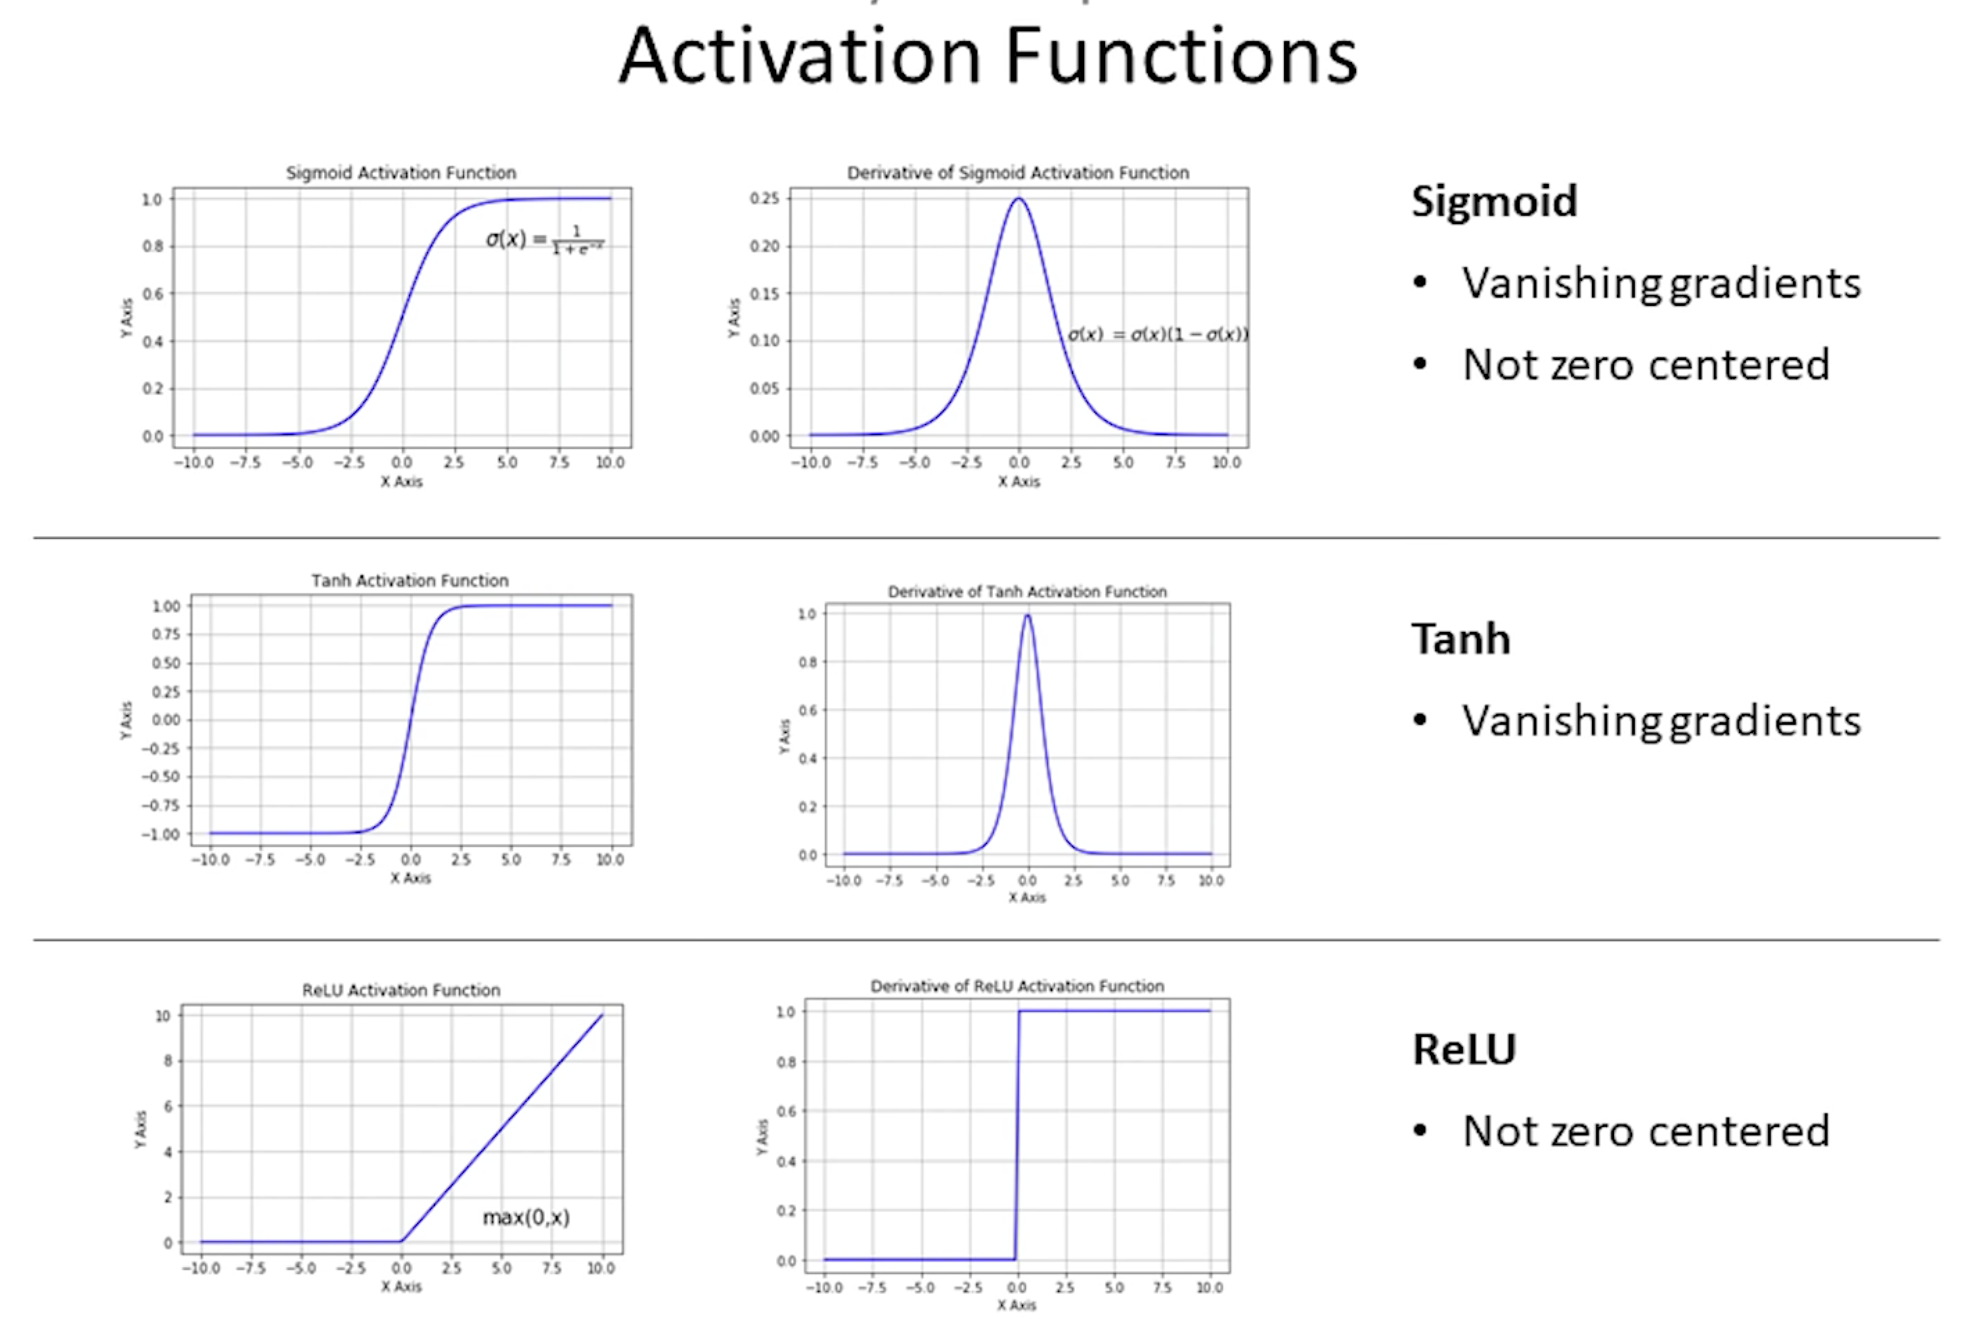 Activation Functions
Sigmoid Activation Function
1.0
0.8
0.6
0.4
0.2
0.0
Y Axis
σ(x) = 1 / 1 + e^-x
−10.0 −7.5 −5.0 −2.5 0.0 2.5 5.0 7.5 10.0
X Axis
Derivative of Sigmoid Activation Function
0.25
0.20
0.15
0.10
0.05
0.00
Y Axis
σ(x) = σ(x)(1 − σ(x))
−10.0 −7.5 −5.0 −2.5 0.0 2.5 5.0 7.5 10.0
X Axis
Sigmoid
• Vanishing gradients
• Not zero centered
Tanh Activation Function
1.00
0.75
0.50
0.25
0.00
−0.25
−0.50
−0.75
−1.00
Y Axis
−10.0 −7.5 −5.0 −2.5 0.0 2.5 5.0 7.5 10.0
X Axis
Derivative of Tanh Activation Function
1.0
0.8
0.6
0.4
0.2
0.0
Y Axis
−10.0 −7.5 −5.0 −2.5 0.0 2.5 5.0 7.5 10.0
X Axis
Tanh
• Vanishing gradients
ReLU Activation Function
10
8
6
4
2
0
Y Axis
max(0,x)
−10.0 −7.5 −5.0 −2.5 0.0 2.5 5.0 7.5 10.0
X Axis
Derivative of ReLU Activation Function
1.0
0.8
0.6
0.4
0.2
0.0
Y Axis
−10.0 −7.5 −5.0 −2.5 0.0 2.5 5.0 7.5 10.0
X Axis
ReLU
• Not zero centered